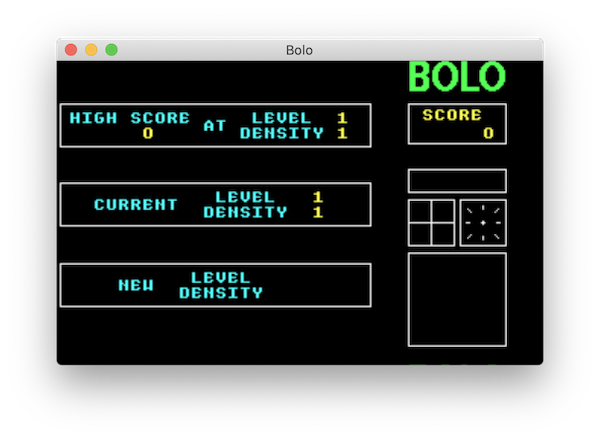 Bolo
BOLO
HIGH SCORE AT LEVEL 1
0 DENSITY 1
SCORE
0
CURRENT LEVEL 1
DENSITY 1
NEW LEVEL
DENSITY